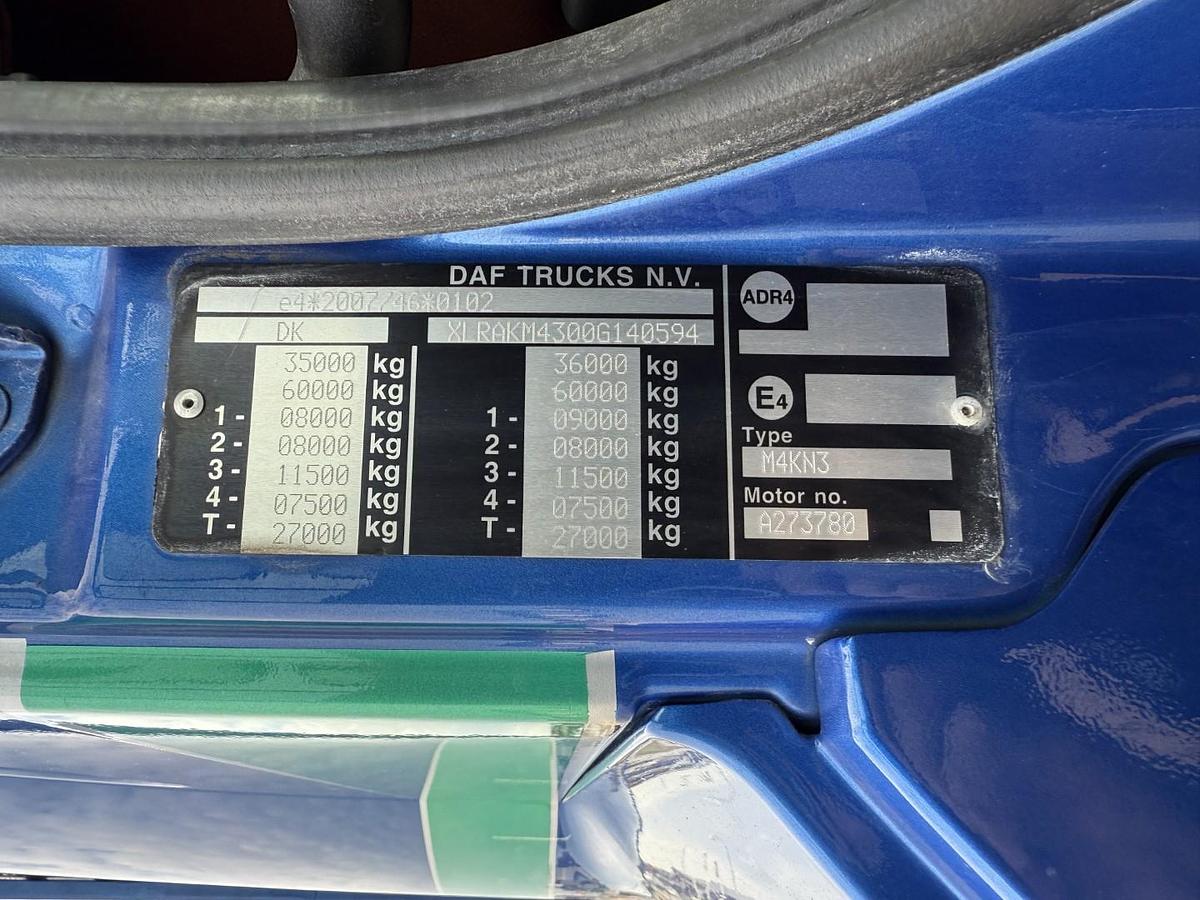 DAF TRUCKS N.V.
e4*2007/46*0102
DK XLRAKM4300G140594
35000 kg 36000 kg
60000 kg 60000 kg
1- 08000 kg 1- 09000 kg
2- 08000 kg 2- 08000 kg
3- 11500 kg 3- 11500 kg
4- 07500 kg 4- 07500 kg
T- 27000 kg T- 27000 kg
ADR4
E4
Type
M4KN3
Motor no.
A273780